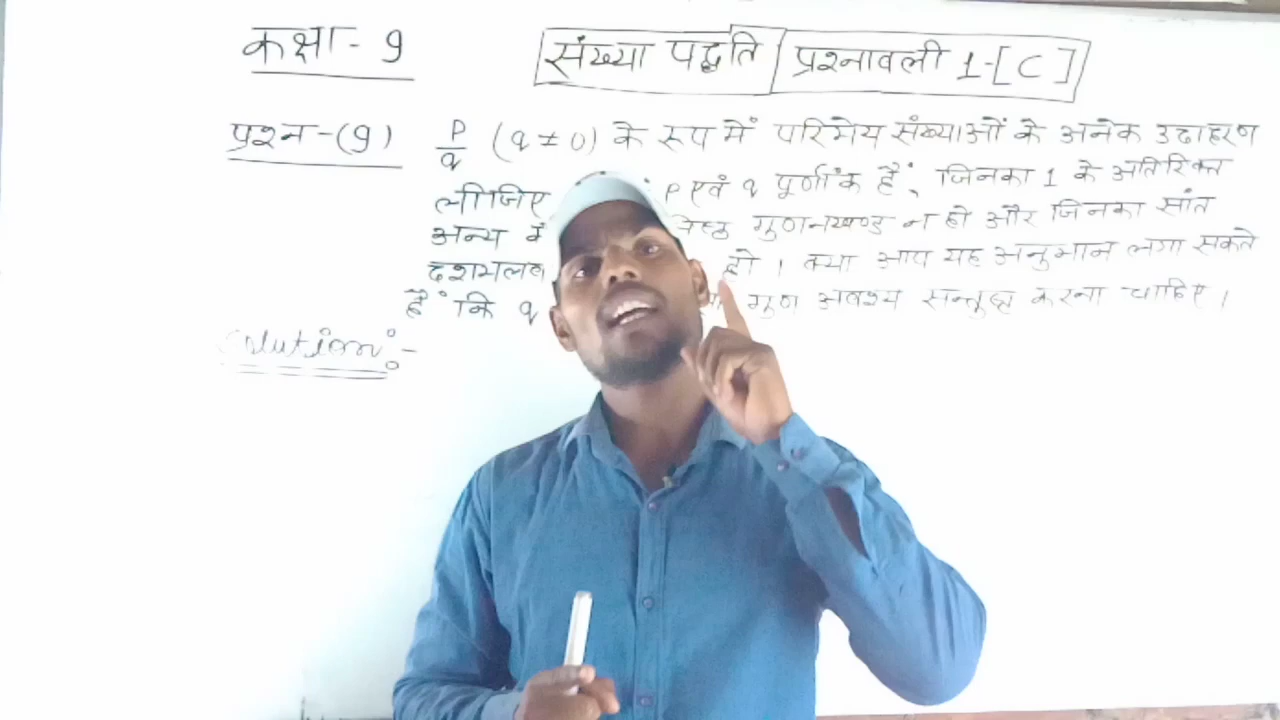 कक्षा - 9
संख्या पद्धति प्रश्नावली 1-[C]
प्रश्न-(9) P/q (q ≠ 0) के रूप में परिमेय संख्याओं के अनेक उदाहरण
लीजिए P एवं q पूर्णांक हैं, जिनका 1 के अतिरिक्त
अन्य गुणनखण्ड न हो और जिनका सांत
दशमलव हो । क्या आप यह अनुमान लगा सकते
हैं कि q गुण अवश्य सन्तुष्ट करना चाहिए ।
Solution:-